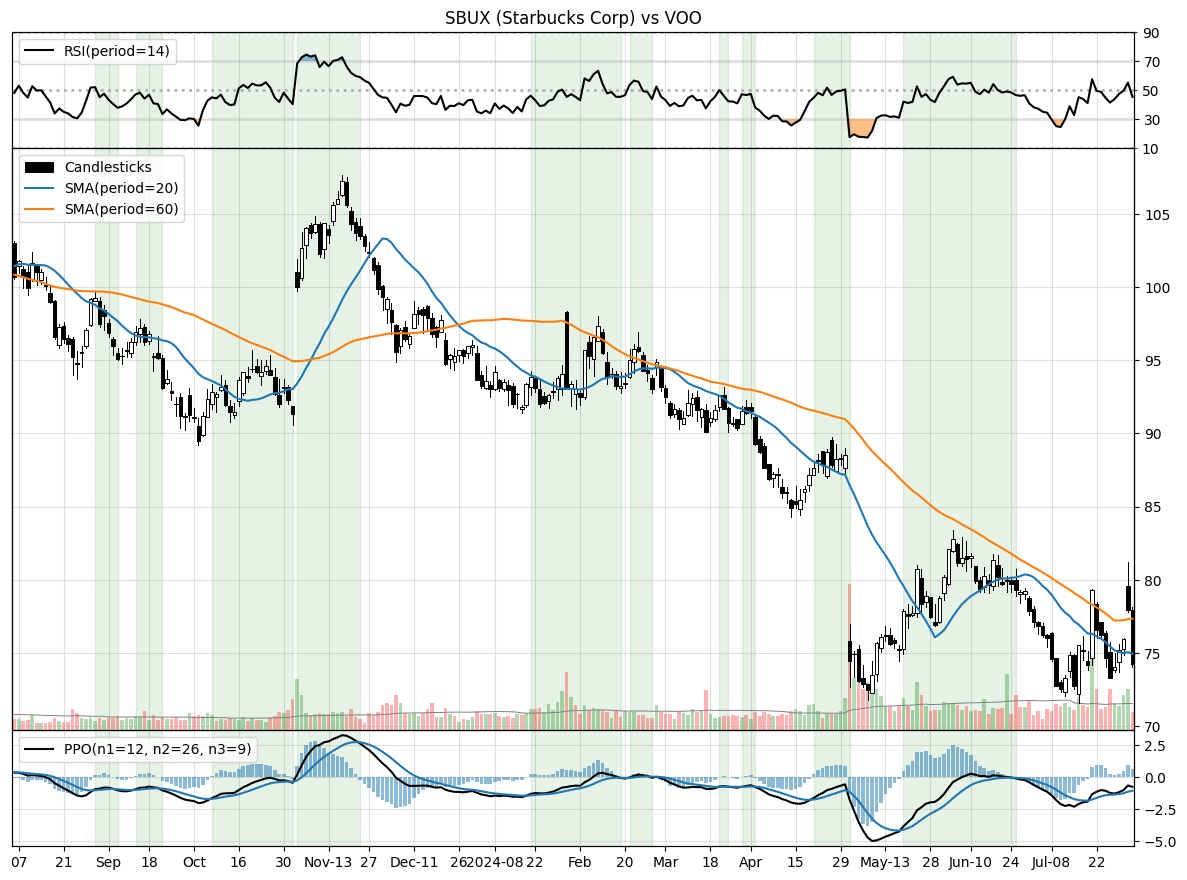 SBUX (Starbucks Corp) vs VOO
RSI(period=14)
90
70
50
30
10
Candlesticks
SMA(period=20)
SMA(period=60)
105
100
95
90
85
80
75
70
PPO(n1=12, n2=26, n3=9)
2.5
0.0
−2.5
−5.0
07 21 Sep 18 Oct 16 30 Nov-13 27 Dec-11 26 2024-08 22 Feb 20 Mar 18 Apr 15 29 May-13 28 Jun-10 24 Jul-08 22